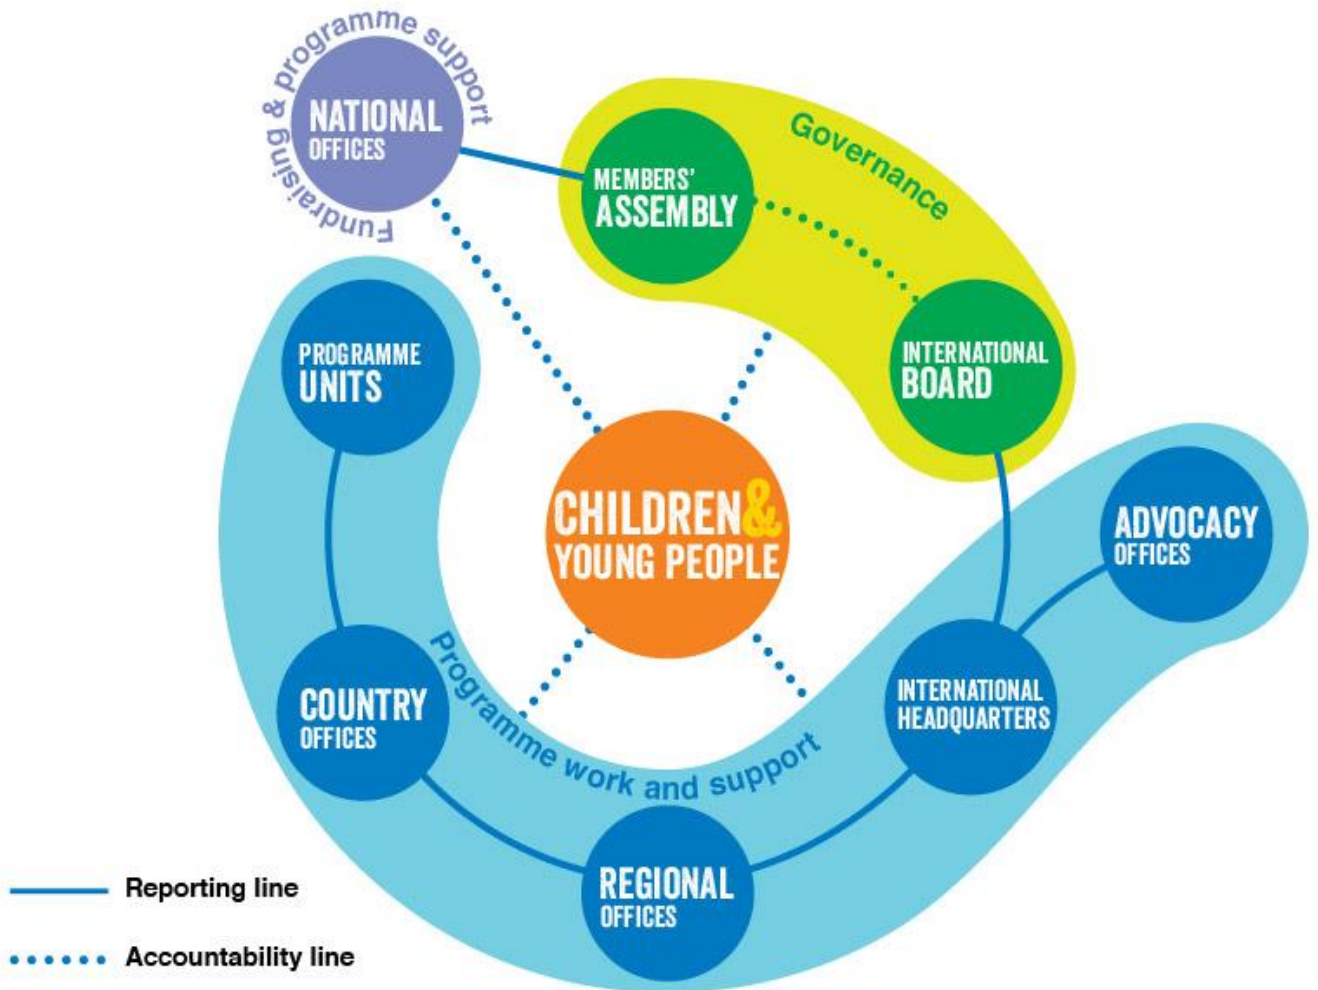 Fundraising & programme support
NATIONAL
OFFICES
MEMBERS'
ASSEMBLY
Governance
INTERNATIONAL
BOARD
PROGRAMME
UNITS
CHILDREN &
YOUNG PEOPLE
ADVOCACY
OFFICES
COUNTRY
OFFICES
Programme work and support
INTERNATIONAL
HEADQUARTERS
REGIONAL
OFFICES
Reporting line
Accountability line